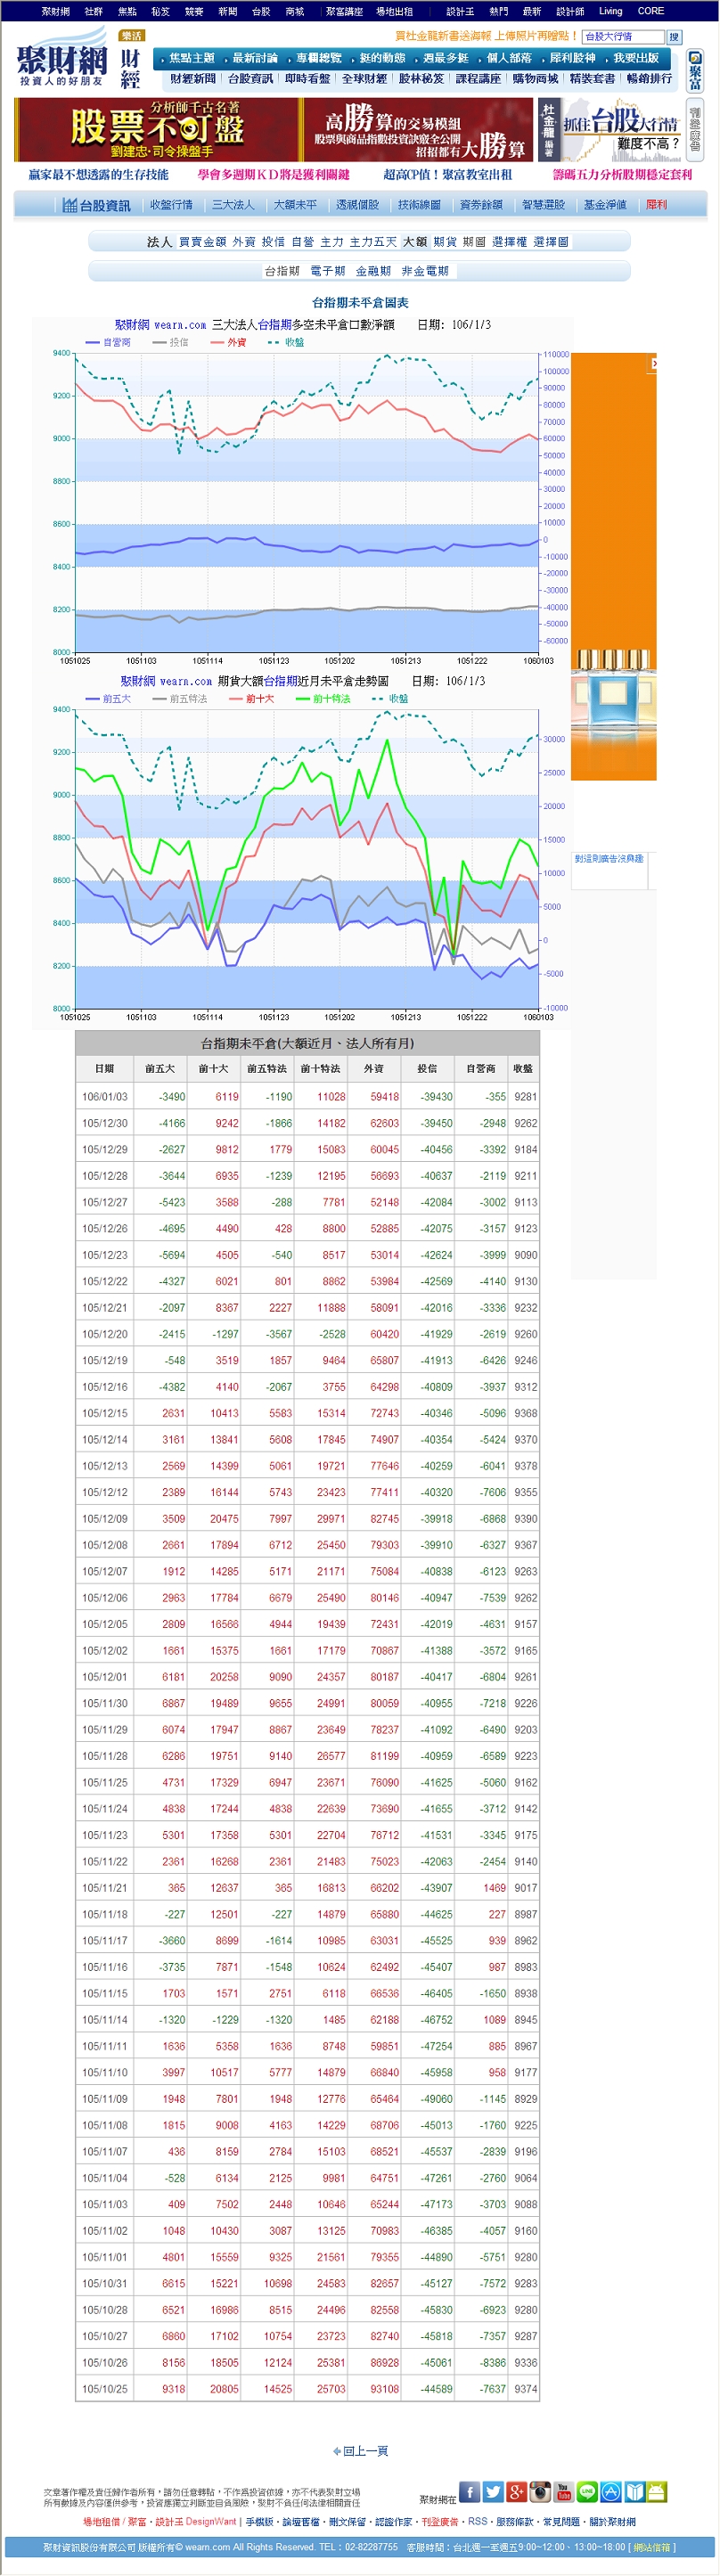 聚財網 社群 焦點 秘笈 競賽 新聞 台股 商城 | 聚富講座 場地出租 | 設計王 熱門 最新 設計師 Living CORE
買杜金龍新書送海報 上傳照片再贈點! 台股大行情 搜
聚財網 樂活 財經
投資人的好朋友
焦點主題 最新討論 專欄總覽 挺的動態 週最多挺 個人部落 犀利股神 我要出版
財經新聞 台股資訊 即時看盤 全球財經 股林秘笈 課程講座 購物商城 精裝套書 暢銷排行
聚富
分析師千古名著
股票不可盤
劉建忠·司令操盤手
高勝算的交易模組
股票與商品指數投資訣竅全公開
招招都有大勝算
杜金龍 編著
抓住台股大行情
難度不高?
刊登廣告
贏家最不想透露的生存技能 學會多週期KD將是獲利關鍵 超高CP值!聚富教室出租 籌碼五力分析股期穩定套利
台股資訊 收盤行情 三大法人 大額未平 透視個股 技術線圖 資券餘額 智慧選股 基金淨值 犀利
法人 買賣金額 外資 投信 自營 主力 主力五天 大額 期貨 期圖 選擇權 選擇圖
台指期 電子期 金融期 非金電期
台指期未平倉圖表
聚財網 wearn.com 三大法人台指期多空未平倉口數淨額 日期: 106/1/3
自營商 投信 外資 收盤
9400 9200 9000 8800 8600 8400 8200 8000
110000 100000 90000 80000 70000 60000 50000 40000 30000 20000 10000 0 -10000 -20000 -30000 -40000 -50000 -60000
1051025 1051103 1051114 1051123 1051202 1051213 1051222 1060103
聚財網 wearn.com 期貨大額台指期近月未平倉走勢圖 日期: 106/1/3
前五大 前五特法 前十大 前十特法 收盤
9400 9200 9000 8800 8600 8400 8200 8000
30000 25000 20000 15000 10000 5000 0 -5000 -10000
1051025 1051103 1051114 1051123 1051202 1051213 1051222 1060103
對這則廣告沒興趣
台指期未平倉(大額近月、法人所有月)
日期 前五大 前十大 前五特法 前十特法 外資 投信 自營商 收盤
106/01/03 -3490 6119 -1190 11028 59418 -39430 -355 9281
105/12/30 -4166 9242 -1866 14182 62603 -39450 -2948 9262
105/12/29 -2627 9812 1779 15083 60045 -40456 -3392 9184
105/12/28 -3644 6935 -1239 12195 56693 -40637 -2119 9211
105/12/27 -5423 3588 -288 7781 52148 -42084 -3002 9113
105/12/26 -4695 4490 428 8800 52885 -42075 -3157 9123
105/12/23 -5694 4505 -540 8517 53014 -42624 -3999 9090
105/12/22 -4327 6021 801 8862 53984 -42569 -4140 9130
105/12/21 -2097 8367 2227 11888 58091 -42016 -3336 9232
105/12/20 -2415 -1297 -3567 -2528 60420 -41929 -2619 9260
105/12/19 -548 3519 1857 9464 65807 -41913 -6426 9246
105/12/16 -4382 4140 -2067 3755 64298 -40809 -3937 9312
105/12/15 2631 10413 5583 15314 72743 -40346 -5096 9368
105/12/14 3161 13841 5608 17845 74907 -40354 -5424 9370
105/12/13 2569 14399 5061 19721 77646 -40259 -6041 9378
105/12/12 2389 16144 5743 23423 77411 -40320 -7606 9355
105/12/09 3509 20475 7997 29971 82745 -39918 -6868 9390
105/12/08 2661 17894 6712 25450 79303 -39910 -6327 9367
105/12/07 1912 14285 5171 21171 75084 -40838 -6123 9263
105/12/06 2963 17784 6679 25490 80146 -40947 -7539 9262
105/12/05 2809 16566 4944 19439 72431 -42019 -4631 9157
105/12/02 1661 15375 1661 17179 70867 -41388 -3572 9165
105/12/01 6181 20258 9090 24357 80187 -40417 -6804 9261
105/11/30 6867 19489 9655 24991 80059 -40955 -7218 9226
105/11/29 6074 17947 8867 23649 78237 -41092 -6490 9203
105/11/28 6286 19751 9140 26577 81199 -40959 -6589 9223
105/11/25 4731 17329 6947 23671 76090 -41625 -5060 9162
105/11/24 4838 17244 4838 22639 73690 -41655 -3712 9142
105/11/23 5301 17358 5301 22704 76712 -41531 -3345 9175
105/11/22 2361 16268 2361 21483 75023 -42063 -2454 9140
105/11/21 365 12637 365 16813 66202 -43907 1469 9017
105/11/18 -227 12501 -227 14879 65880 -44625 227 8987
105/11/17 -3660 8699 -1614 10985 63031 -45525 939 8962
105/11/16 -3735 7871 -1548 10624 62492 -45407 987 8983
105/11/15 1703 1571 2751 6118 66536 -46405 -1650 8938
105/11/14 -1320 -1229 -1320 1485 62188 -46752 1089 8945
105/11/11 1636 5358 1636 8748 59851 -47254 885 8967
105/11/10 3997 10517 5777 14879 66840 -45958 958 9177
105/11/09 1948 7801 1948 12776 65464 -49060 -1145 8929
105/11/08 1815 9008 4163 14229 68706 -45013 -1760 9225
105/11/07 436 8159 2784 15103 68521 -45537 -2839 9196
105/11/04 -528 6134 2125 9981 64751 -47261 -2760 9064
105/11/03 409 7502 2448 10646 65244 -47173 -3703 9088
105/11/02 1048 10430 3087 13125 70983 -46385 -4057 9160
105/11/01 4801 15559 9325 21561 79355 -44890 -5751 9280
105/10/31 6615 15221 10698 24583 82657 -45127 -7572 9283
105/10/28 6521 16986 8515 24496 82558 -45830 -6923 9280
105/10/27 6860 17102 10754 23723 82740 -45818 -7357 9287
105/10/26 8156 18505 12124 25381 86928 -45061 -8386 9336
105/10/25 9318 20805 14525 25703 93108 -44589 -7637 9374
回上一頁
文章著作權及責任歸作者所有，請勿任意轉貼，不作為投資依據，亦不代表聚財立場
所有數據及內容僅供參考，投資應獨立判斷並自負風險，聚財不負任何法律相關責任
聚財網在
場地租借 / 聚富·設計王 DesignWant | 手機版·論壇舊檔·剛文保留·認證作家·刊登廣告·RSS·服務條款·常見問題·關於聚財網
聚財資訊股份有限公司 版權所有© wearn.com All Rights Reserved. TEL：02-82287755 客服時間：台北週一至週五9:00~12:00、13:00~18:00 [ 網站信箱 ]